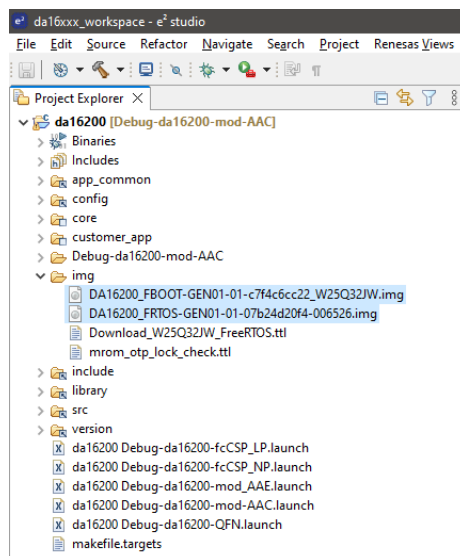 da16xxx_workspace - e² studio
File Edit Source Refactor Navigate Search Project Renesas Views
Project Explorer
da16200 [Debug-da16200-mod-AAC]
Binaries
Includes
app_common
config
core
customer_app
Debug-da16200-mod-AAC
img
DA16200_FBOOT-GEN01-01-c7f4c6cc22_W25Q32JW.img
DA16200_FRTOS-GEN01-01-07b24d20f4-006526.img
Download_W25Q32JW_FreeRTOS.ttl
mrom_otp_lock_check.ttl
include
library
src
version
da16200 Debug-da16200-fcCSP_LP.launch
da16200 Debug-da16200-fcCSP_NP.launch
da16200 Debug-da16200-mod_AAE.launch
da16200 Debug-da16200-mod-AAC.launch
da16200 Debug-da16200-QFN.launch
makefile.targets